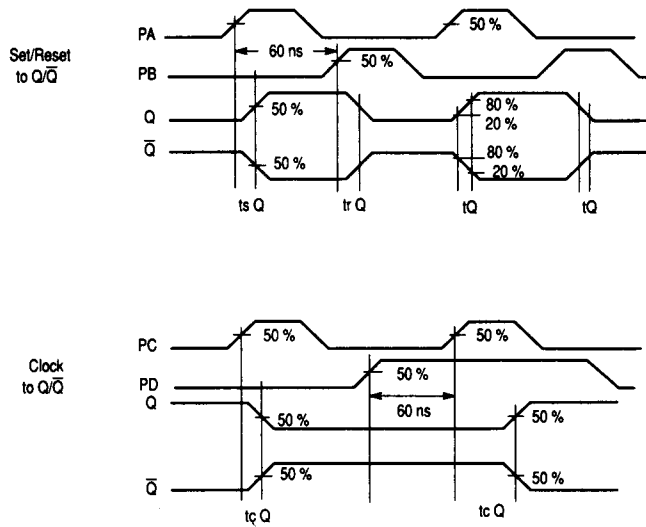 PA
50 %
Set/Reset
to Q/Q̅
60 ns
PB
50 %
Q
50 %
80 %
20 %
Q̅
50 %
80 %
20 %
ts Q
tr Q
tQ
tQ
PC
50 %
50 %
Clock
to Q/Q̅
PD
50 %
60 ns
Q
50 %
50 %
Q̅
50 %
50 %
tc Q
tc Q